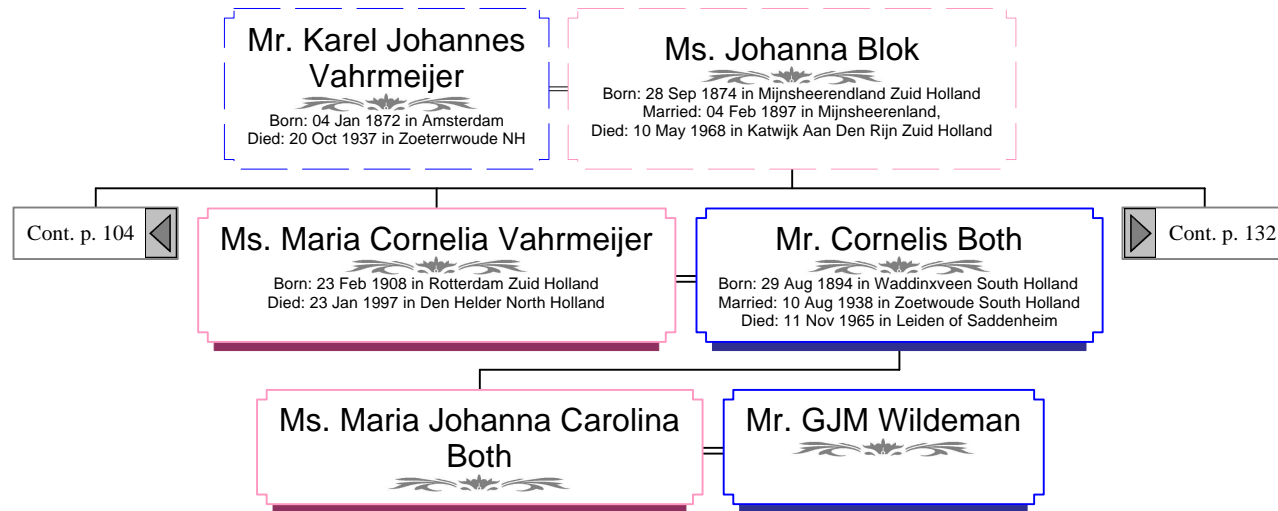 Mr. Karel Johannes
Vahrmeijer
Born: 04 Jan 1872 in Amsterdam
Died: 20 Oct 1937 in Zoeterrwoude NH
Ms. Johanna Blok
Born: 28 Sep 1874 in Mijnsheerendland Zuid Holland
Married: 04 Feb 1897 in Mijnsheerenland,
Died: 10 May 1968 in Katwijk Aan Den Rijn Zuid Holland
Cont. p. 104
Ms. Maria Cornelia Vahrmeijer
Born: 23 Feb 1908 in Rotterdam Zuid Holland
Died: 23 Jan 1997 in Den Helder North Holland
Mr. Cornelis Both
Born: 29 Aug 1894 in Waddinxveen South Holland
Married: 10 Aug 1938 in Zoetwoude South Holland
Died: 11 Nov 1965 in Leiden of Saddenheim
Cont. p. 132
Ms. Maria Johanna Carolina
Both
Mr. GJM Wildeman